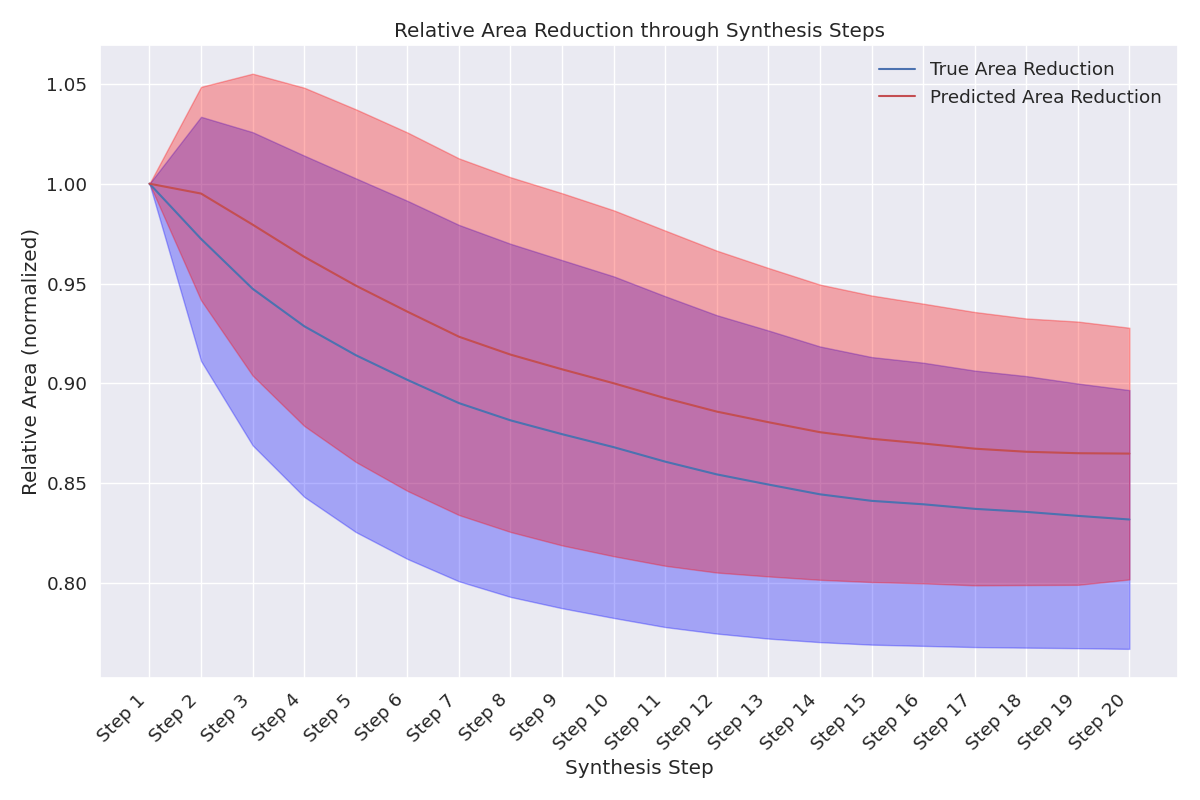 Relative Area Reduction through Synthesis Steps
True Area Reduction
Predicted Area Reduction
Relative Area (normalized)
1.05
1.00
0.95
0.90
0.85
0.80
Step 1
Step 2
Step 3
Step 4
Step 5
Step 6
Step 7
Step 8
Step 9
Step 10
Step 11
Step 12
Step 13
Step 14
Step 15
Step 16
Step 17
Step 18
Step 19
Step 20
Synthesis Step